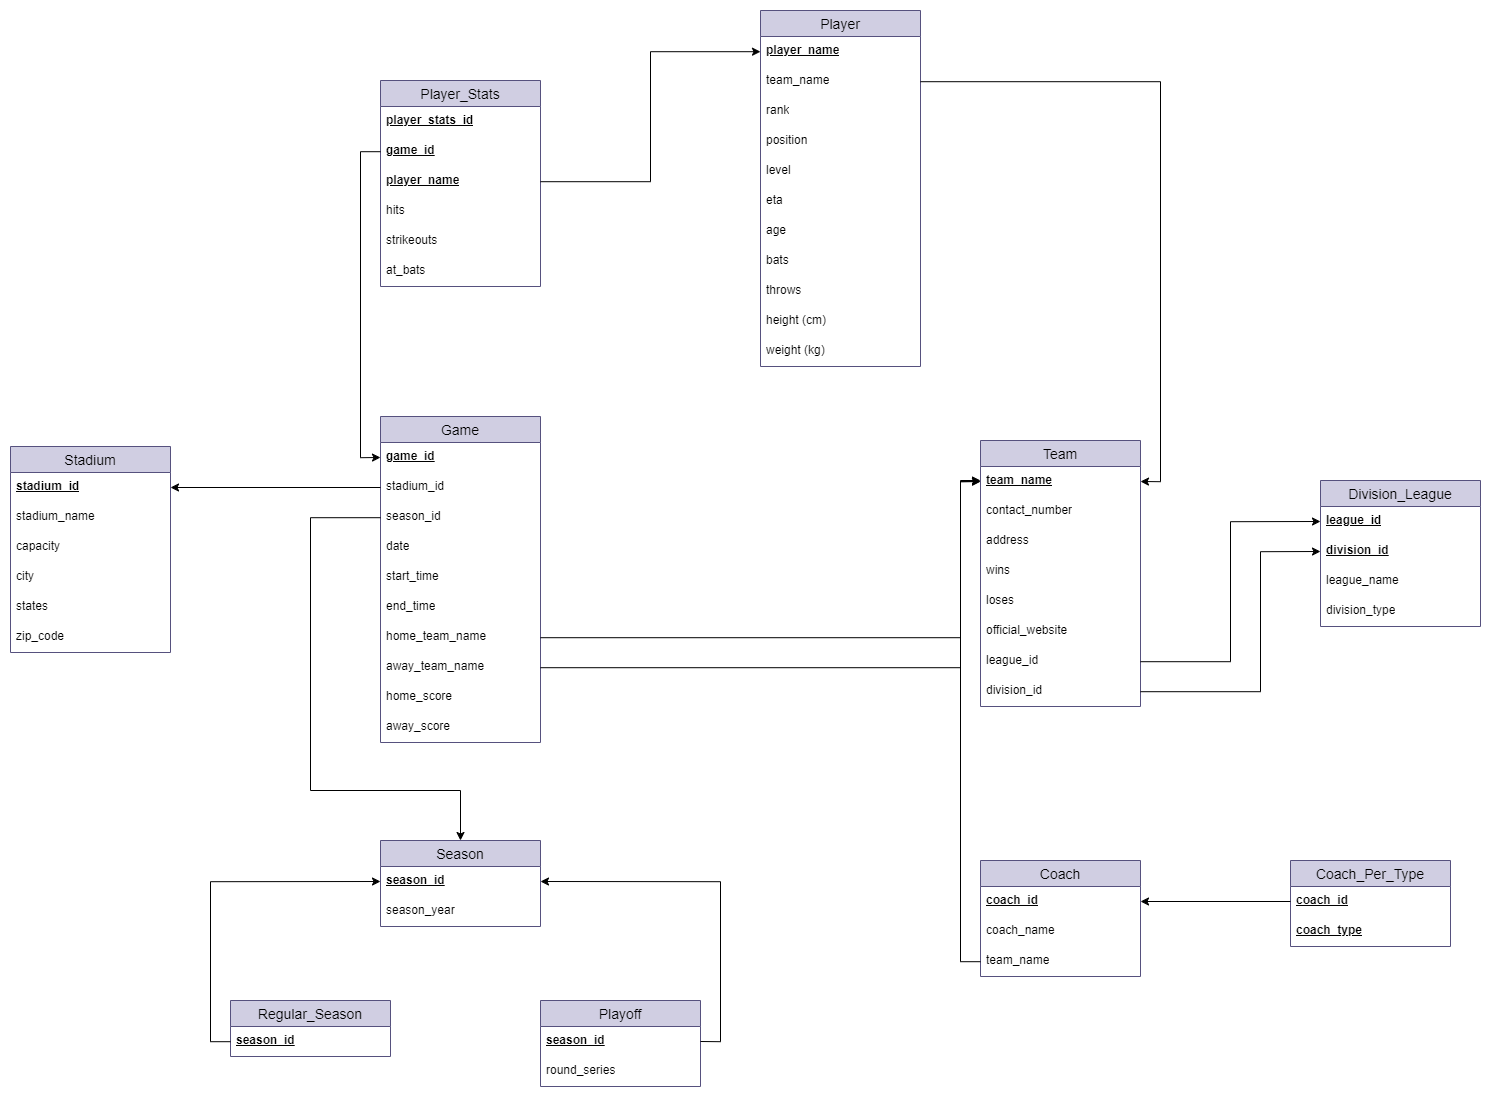 Player
player_name
team_name
rank
position
level
eta
age
bats
throws
height (cm)
weight (kg)
Player_Stats
player_stats_id
game_id
player_name
hits
strikeouts
at_bats
Game
game_id
stadium_id
season_id
date
start_time
end_time
home_team_name
away_team_name
home_score
away_score
Stadium
stadium_id
stadium_name
capacity
city
states
zip_code
Team
team_name
contact_number
address
wins
loses
official_website
league_id
division_id
Division_League
league_id
division_id
league_name
division_type
Season
season_id
season_year
Coach
coach_id
coach_name
team_name
Coach_Per_Type
coach_id
coach_type
Regular_Season
season_id
Playoff
season_id
round_series